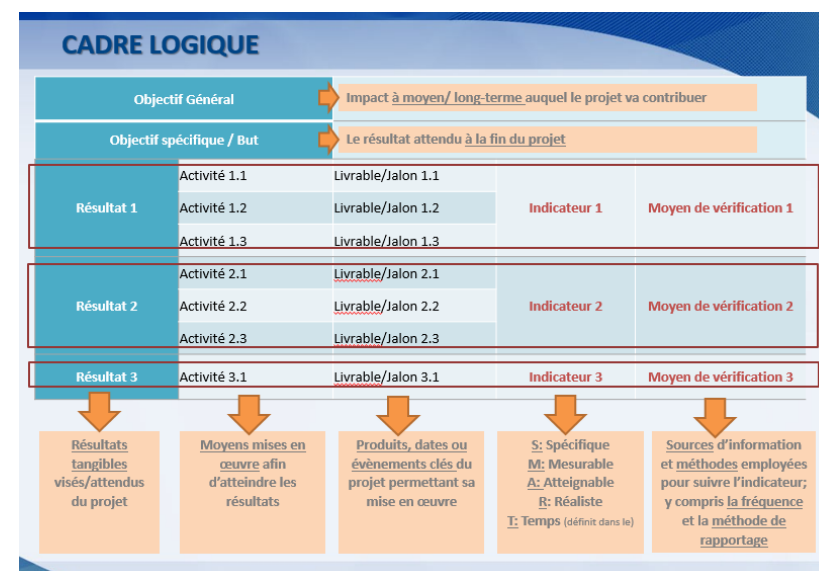 CADRE LOGIQUE
Objectif Général
Impact à moyen/ long-terme auquel le projet va contribuer
Objectif spécifique / But
Le résultat attendu à la fin du projet
Résultat 1
Activité 1.1
Livrable/Jalon 1.1
Activité 1.2
Livrable/Jalon 1.2
Activité 1.3
Livrable/Jalon 1.3
Indicateur 1
Moyen de vérification 1
Résultat 2
Activité 2.1
Livrable/Jalon 2.1
Activité 2.2
Livrable/Jalon 2.2
Activité 2.3
Livrable/Jalon 2.3
Indicateur 2
Moyen de vérification 2
Résultat 3
Activité 3.1
Livrable/Jalon 3.1
Indicateur 3
Moyen de vérification 3
Résultats
tangibles
visés/attendus
du projet
Moyens mises en
œuvre afin
d'atteindre les
résultats
Produits, dates ou
évènements clés du
projet permettant sa
mise en œuvre
S: Spécifique
M: Mesurable
A: Atteignable
R: Réaliste
T: Temps (définit dans le)
Sources d'information
et méthodes employées
pour suivre l'indicateur;
y compris la fréquence
et la méthode de
rapportage